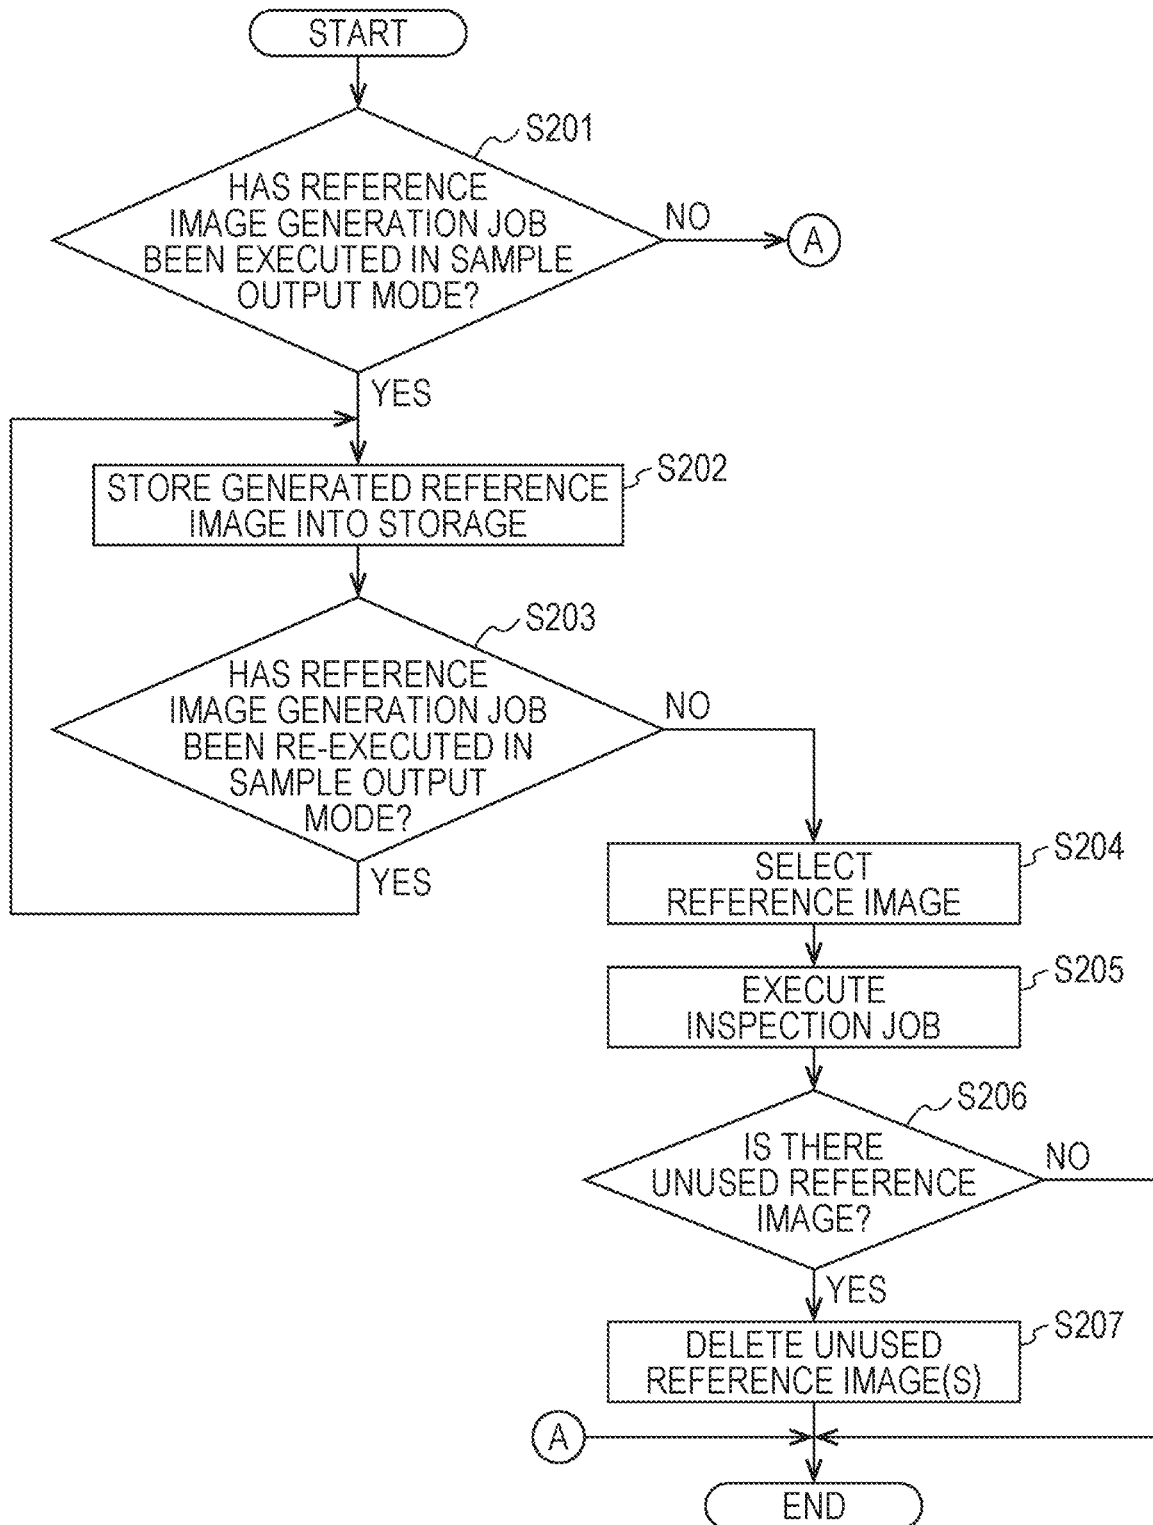 START
S201
HAS REFERENCE
IMAGE GENERATION JOB
BEEN EXECUTED IN SAMPLE
OUTPUT MODE?
NO
A
YES
S202
STORE GENERATED REFERENCE
IMAGE INTO STORAGE
S203
HAS REFERENCE
IMAGE GENERATION JOB
BEEN RE-EXECUTED IN
SAMPLE OUTPUT
MODE?
NO
YES
S204
SELECT
REFERENCE IMAGE
S205
EXECUTE
INSPECTION JOB
S206
IS THERE
UNUSED REFERENCE
IMAGE?
NO
YES
S207
DELETE UNUSED
REFERENCE IMAGE(S)
A
END